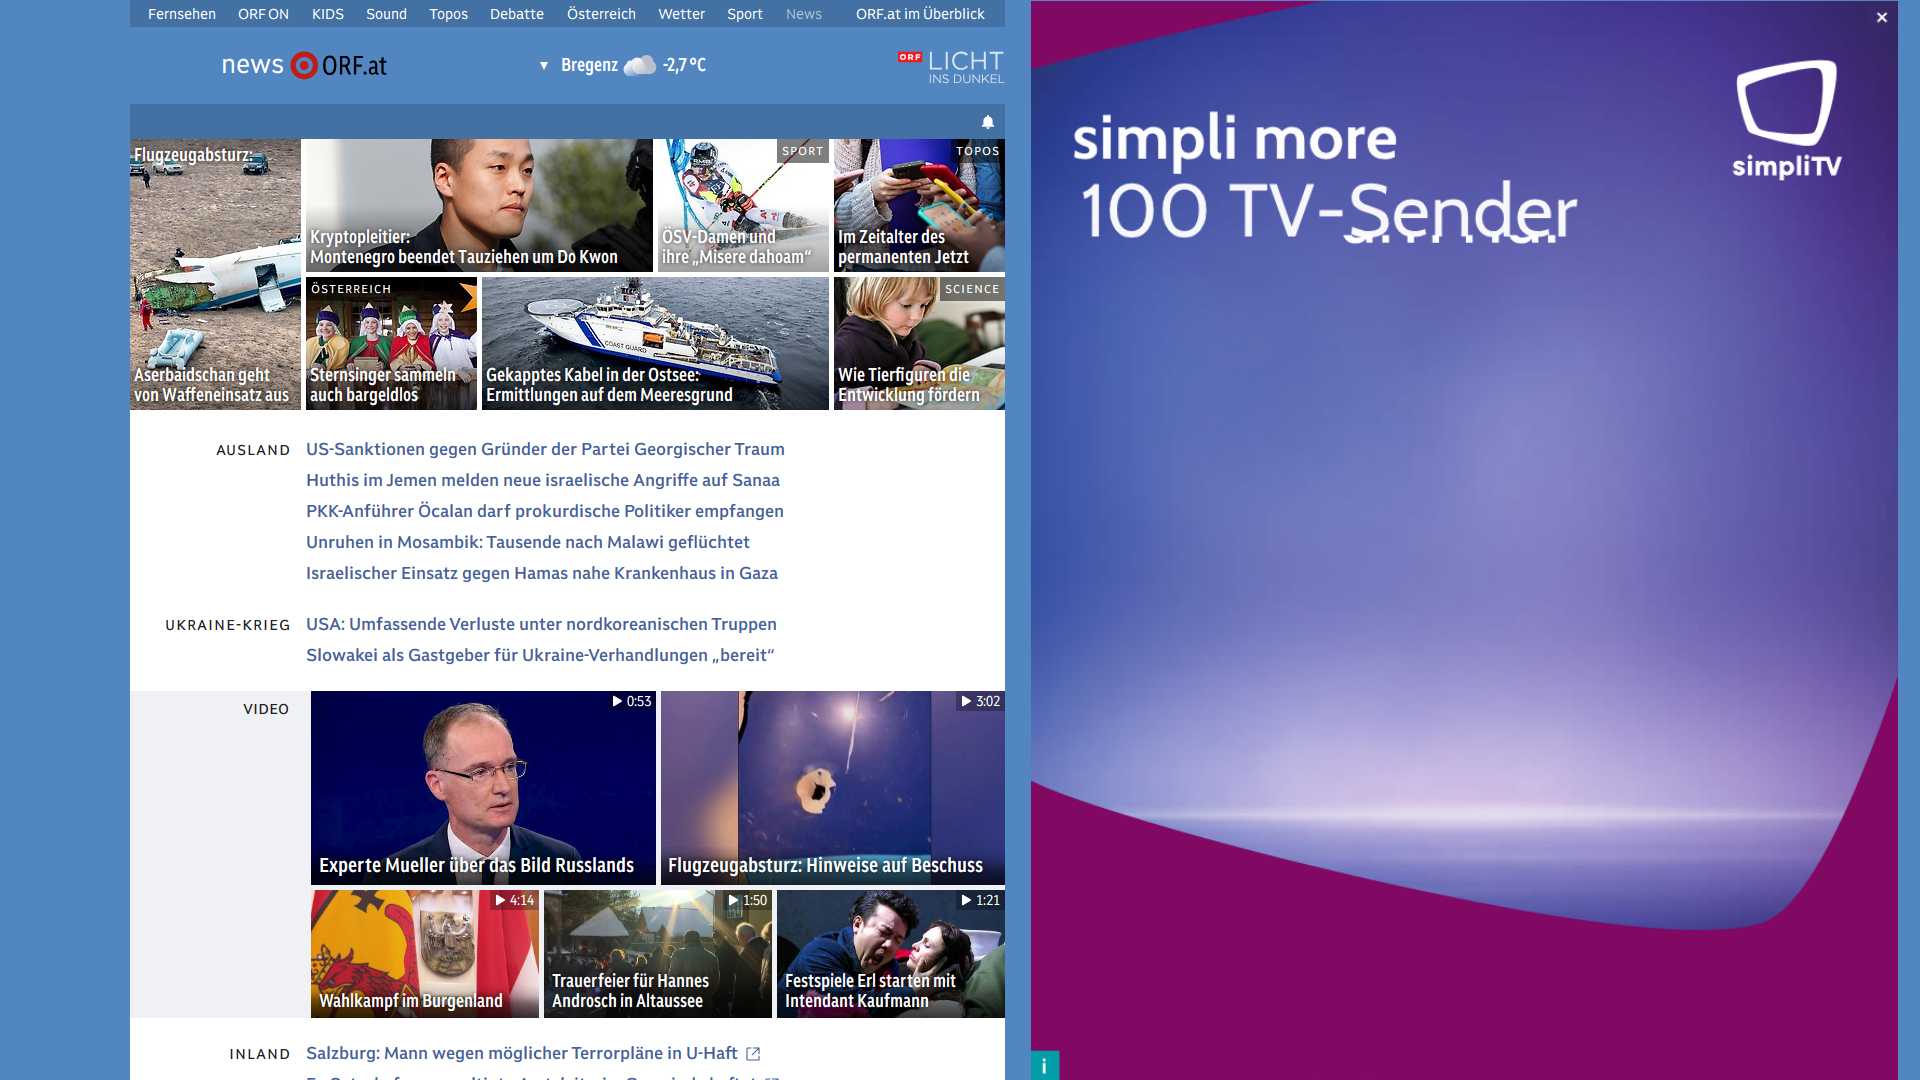 Fernsehen ORF ON KIDS Sound Topos Debatte Österreich Wetter Sport News ORF.at im Überblick
news ORF.at
Bregenz -2,7 °C
ORF LICHT
INS DUNKEL
Flugzeugabsturz:
Aserbaidschan geht
von Waffeneinsatz aus
Kryptopleitier:
Montenegro beendet Tauziehen um Do Kwon
SPORT
ÖSV-Damen und
ihre „Misere dahoam“
TOPOS
Im Zeitalter des
permanenten Jetzt
ÖSTERREICH
Sternsinger sammeln
auch bargeldlos
COAST GUARD
Gekapptes Kabel in der Ostsee:
Ermittlungen auf dem Meeresgrund
SCIENCE
Wie Tierfiguren die
Entwicklung fördern
AUSLAND
US-Sanktionen gegen Gründer der Partei Georgischer Traum
Huthis im Jemen melden neue israelische Angriffe auf Sanaa
PKK-Anführer Öcalan darf prokurdische Politiker empfangen
Unruhen in Mosambik: Tausende nach Malawi geflüchtet
Israelischer Einsatz gegen Hamas nahe Krankenhaus in Gaza
UKRAINE-KRIEG
USA: Umfassende Verluste unter nordkoreanischen Truppen
Slowakei als Gastgeber für Ukraine-Verhandlungen „bereit“
VIDEO
0:53
Experte Mueller über das Bild Russlands
3:02
Flugzeugabsturz: Hinweise auf Beschuss
4:14
Wahlkampf im Burgenland
1:50
Trauerfeier für Hannes
Androsch in Altaussee
1:21
Festspiele Erl starten mit
Intendant Kaufmann
INLAND
Salzburg: Mann wegen möglicher Terrorpläne in U-Haft
simpli more
100 TV-Sender
simpliTV